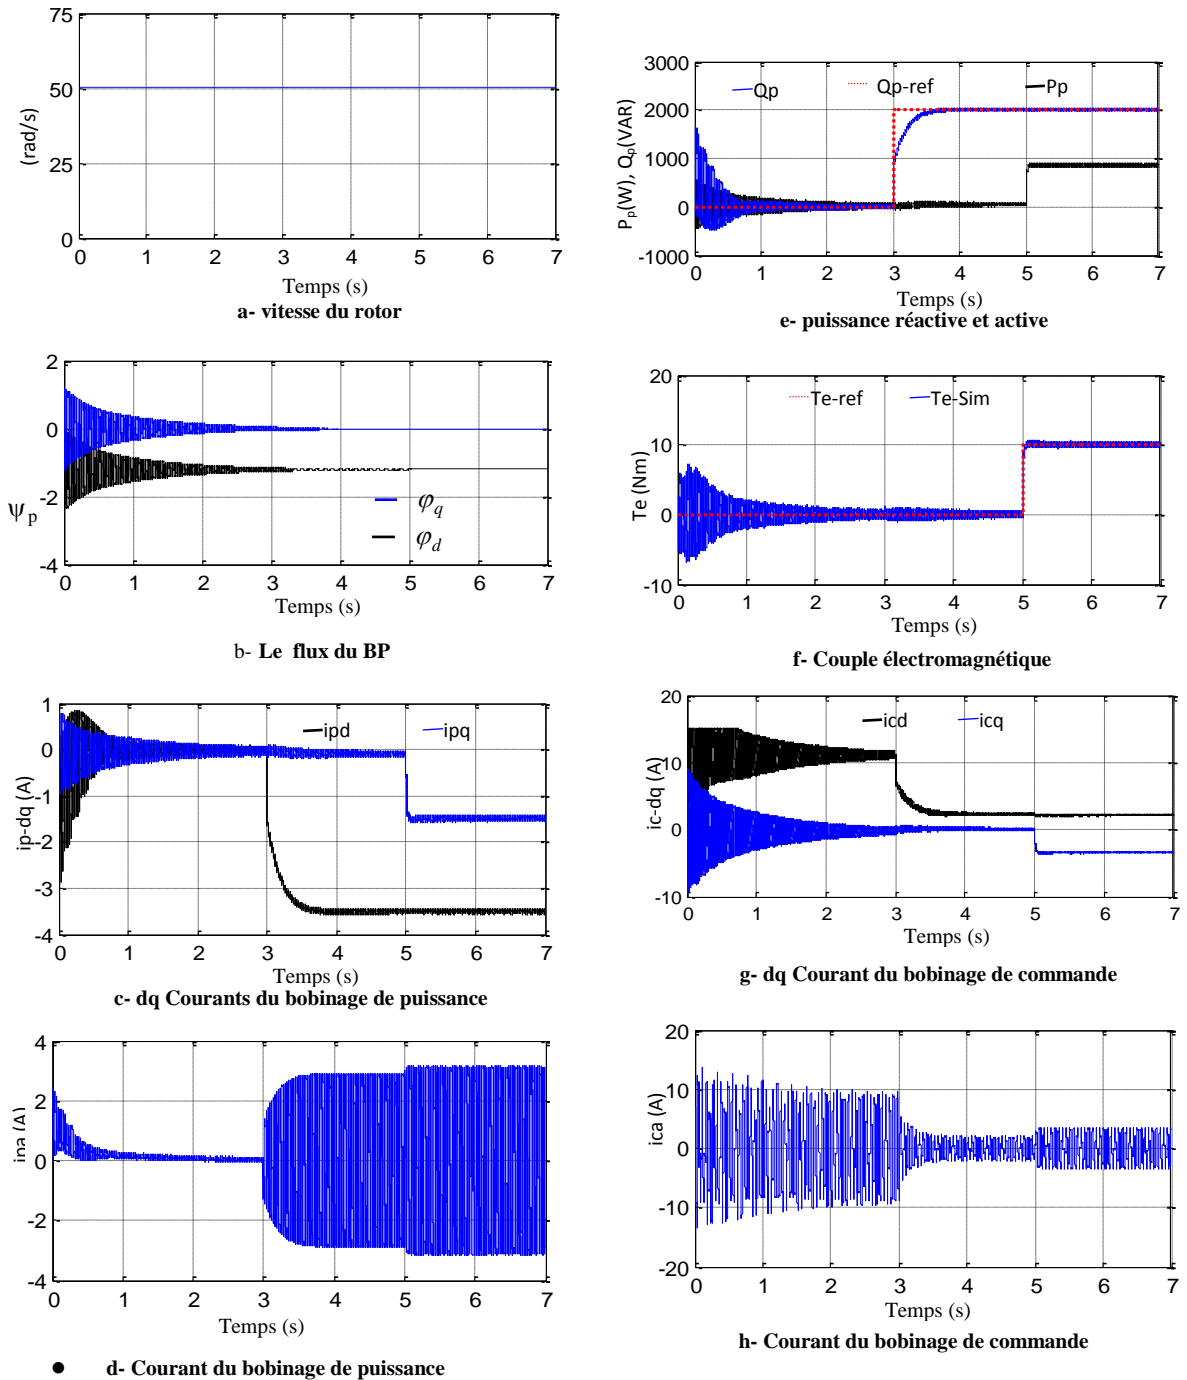 75
50
25
0
(rad/s)
0 1 2 3 4 5 6 7
Temps (s)
a- vitesse du rotor
2
0
-2
-4
ψp
φq
φd
0 1 2 3 4 5 6 7
Temps (s)
b- Le flux du BP
1
0
-1
-2
-3
-4
ip-dq (A)
ipd ipq
0 1 2 3 4 5 6 7
Temps (s)
c- dq Courants du bobinage de puissance
4
2
0
-2
-4
ipa (A)
0 1 2 3 4 5 6 7
Temps (s)
● d- Courant du bobinage de puissance
3000
2000
1000
0
-1000
Pp(W), Qp(VAR)
Qp Qp-ref Pp
0 1 2 3 4 5 6 7
Temps (s)
e- puissance réactive et active
20
10
0
-10
Te (Nm)
Te-ref Te-Sim
0 1 2 3 4 5 6 7
Temps (s)
f- Couple électromagnétique
20
10
0
-10
ic-dq (A)
icd icq
0 1 2 3 4 5 6 7
Temps (s)
g- dq Courant du bobinage de commande
20
10
0
-10
-20
ica (A)
0 1 2 3 4 5 6 7
Temps (s)
h- Courant du bobinage de commande